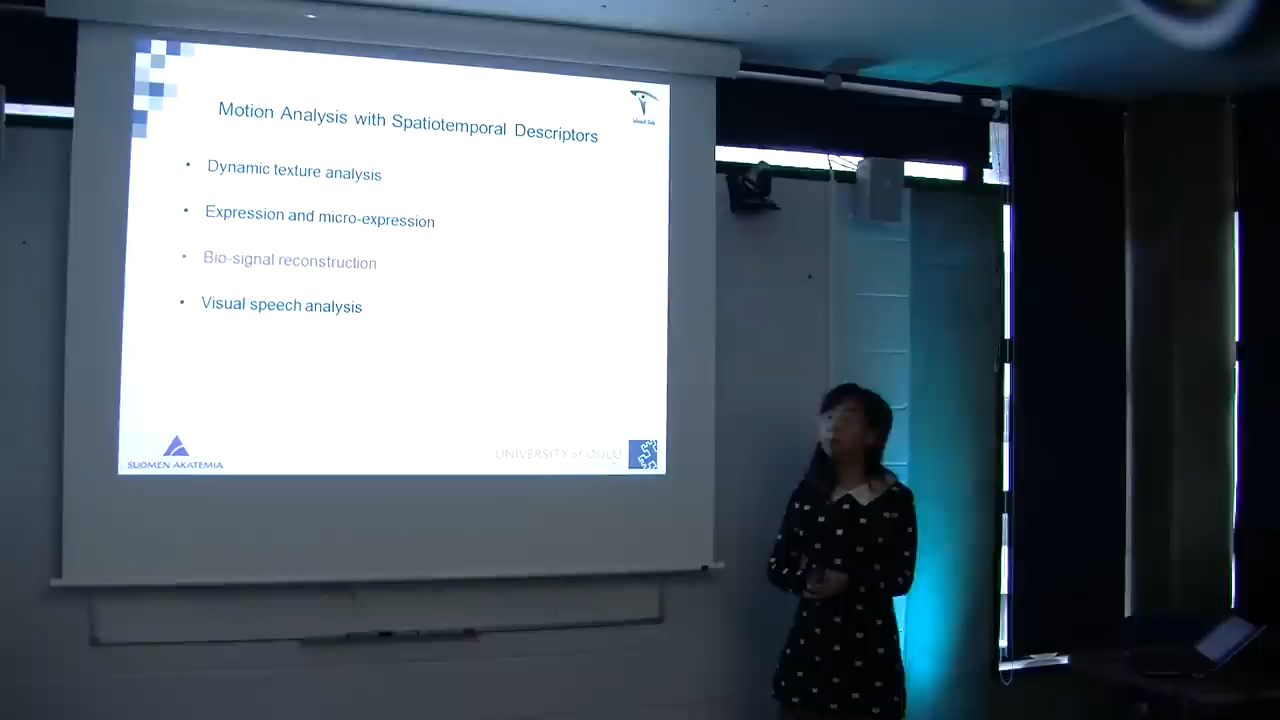 Motion Analysis with Spatiotemporal Descriptors
• Dynamic texture analysis
• Expression and micro-expression
• Bio-signal reconstruction
• Visual speech analysis
SUOMEN AKATEMIA
UNIVERSITY of OULU